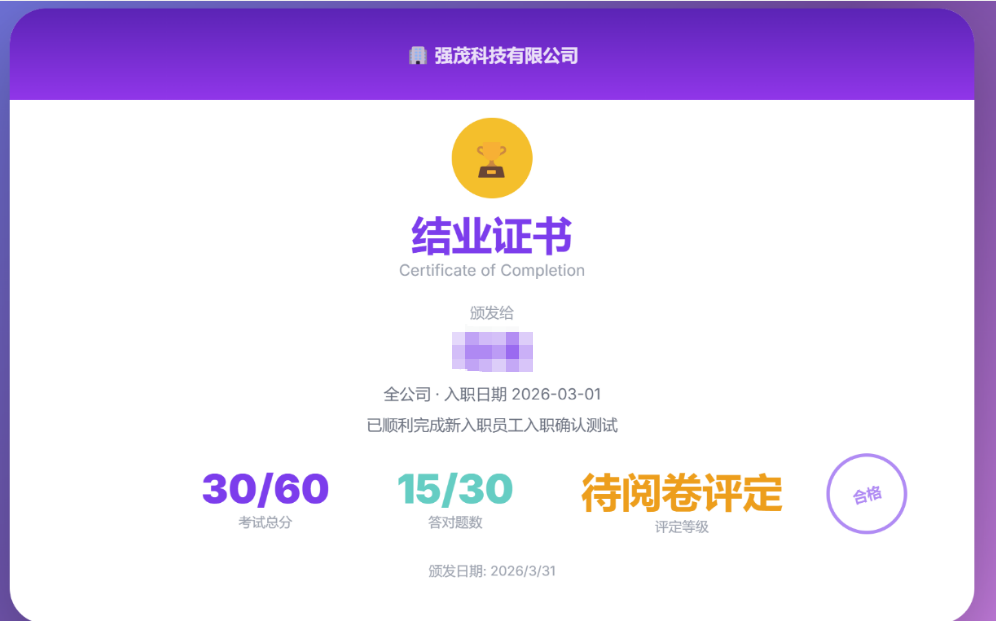 强茂科技有限公司
结业证书
Certificate of Completion
颁发给
全公司 · 入职日期 2026-03-01
已顺利完成新入职员工入职确认测试
30/60
考试总分
15/30
答对题数
待阅卷评定
评定等级
合格
颁发日期: 2026/3/31